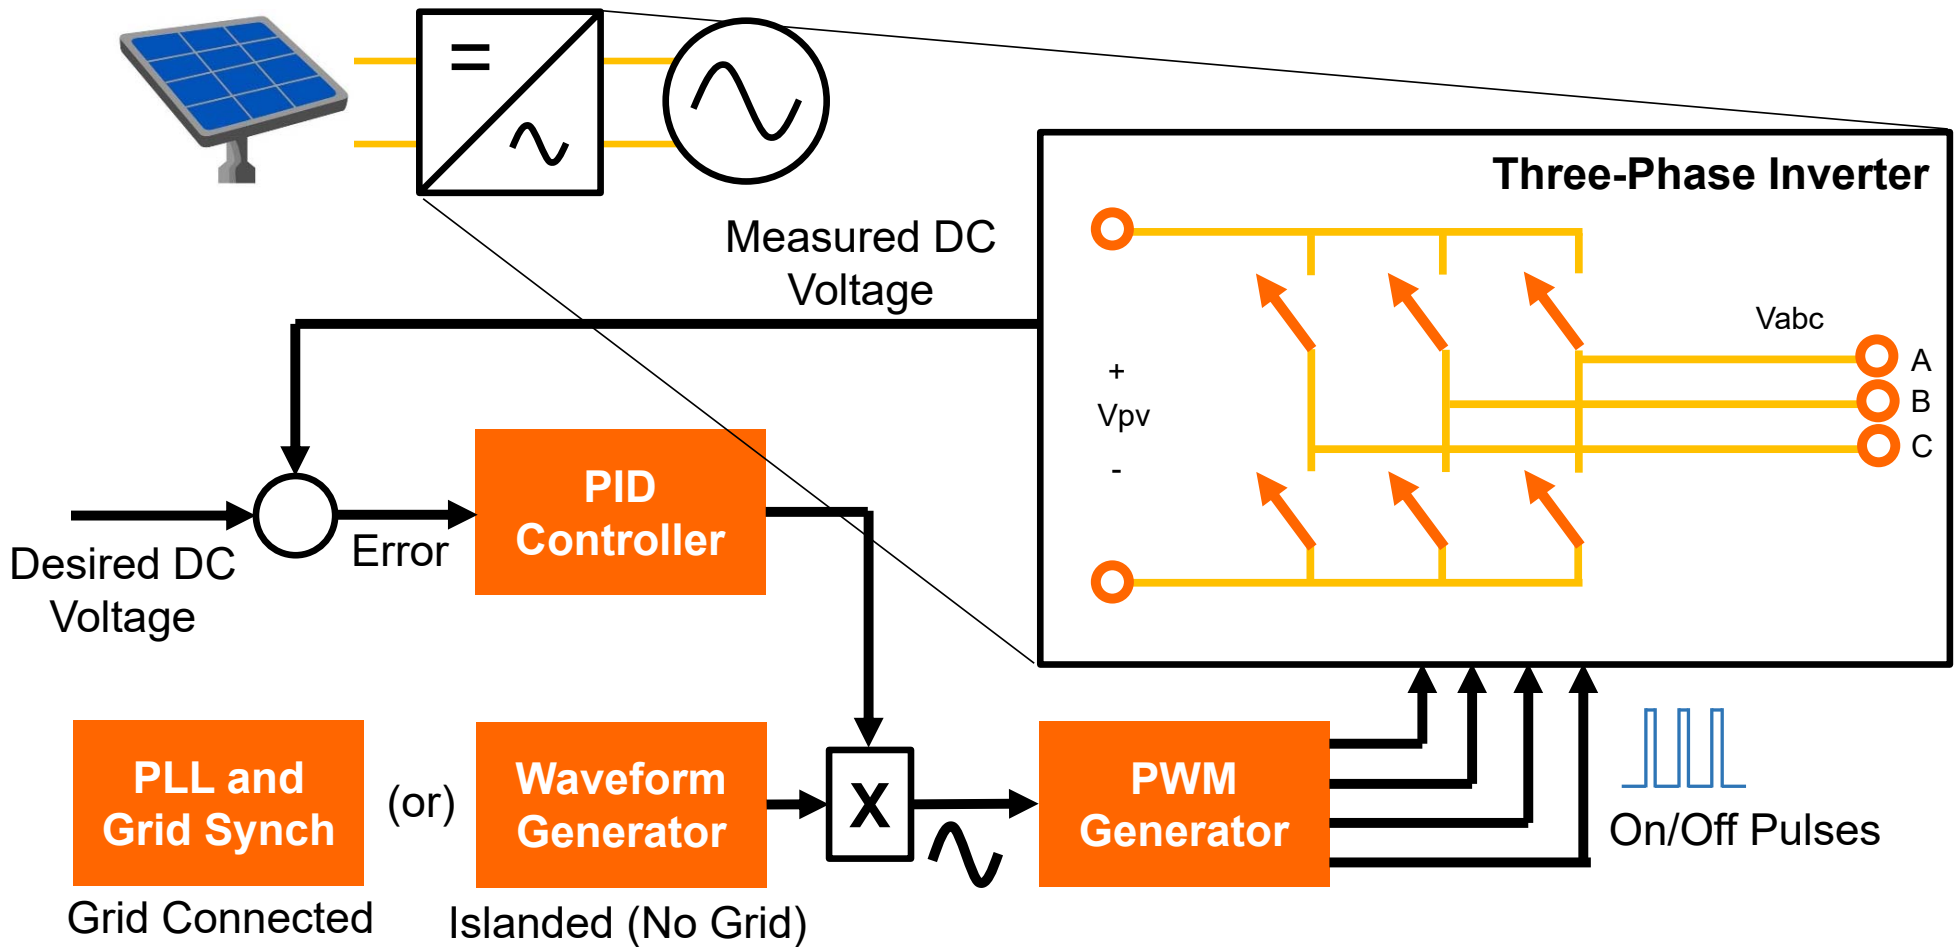 Three-Phase Inverter
Measured DC
Voltage
Vabc
A
+
B
Vpv
C
-
PID
Controller
Error
Desired DC
Voltage
PLL and
Grid Synch
(or)
Waveform
Generator
X
PWM
Generator
On/Off Pulses
Grid Connected
Islanded (No Grid)